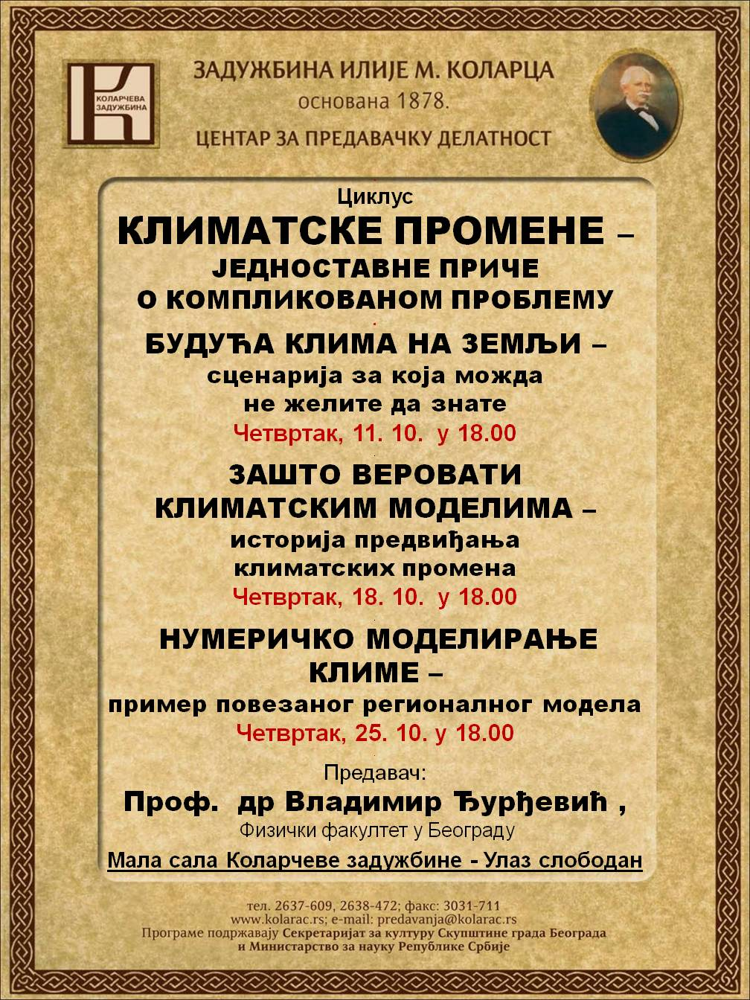 КОЛАРЧЕВА
ЗАДУЖБИНА
ЗАДУЖБИНА ИЛИЈЕ М. КОЛАРЦА
основана 1878.
ЦЕНТАР ЗА ПРЕДАВАЧКУ ДЕЛАТНОСТ
Циклус
КЛИМАТСКЕ ПРОМЕНЕ –
ЈЕДНОСТАВНЕ ПРИЧЕ
О КОМПЛИКОВАНОМ ПРОБЛЕМУ
БУДУЋА КЛИМА НА ЗЕМЉИ –
сценарија за која можда
не желите да знате
Четвртак, 11. 10. у 18.00
ЗАШТО ВЕРОВАТИ
КЛИМАТСКИМ МОДЕЛИМА –
историја предвиђања
климатских промена
Четвртак, 18. 10. у 18.00
НУМЕРИЧКО МОДЕЛИРАЊЕ
КЛИМЕ –
пример повезаног регионалног модела
Четвртак, 25. 10. у 18.00
Предавач:
Проф. др Владимир Ђурђевић ,
Физички факултет у Београду
Мала сала Коларчеве задужбине - Улаз слободан
тел. 2637-609, 2638-472; факс: 3031-711
www.kolarac.rs; e-mail: predavanja@kolarac.rs
Програме подржавају Секретаријат за културу Скупштине града Београда
и Министарство за науку Републике Србије